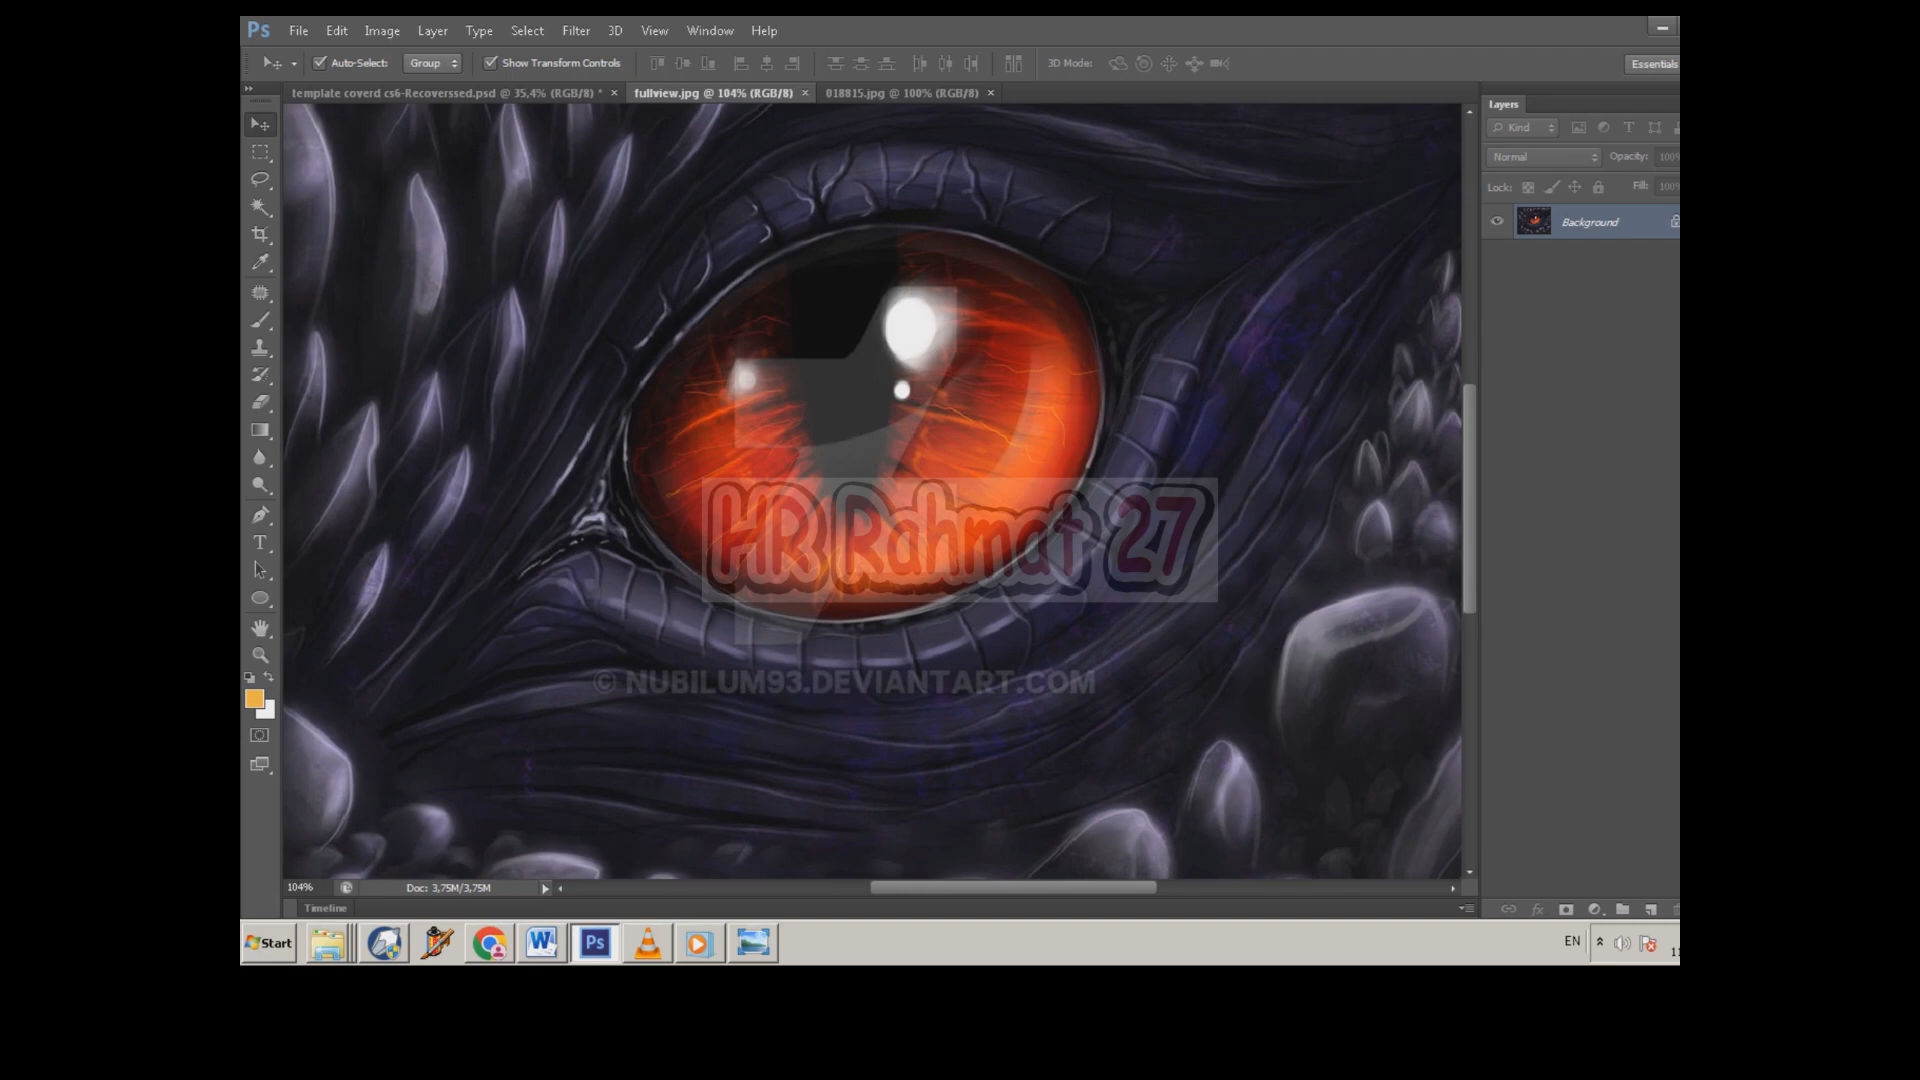 Ps File Edit Image Layer Type Select Filter 3D View Window Help
Auto-Select: Group Show Transform Controls 3D Mode: Essentials
template coverd cs6-Recoverssed.psd @ 35,4% (RGB/8) * × fullview.jpg @ 104% (RGB/8) × 018815.jpg @ 100% (RGB/8) ×
Layers
Kind
Normal Opacity: 100%
Lock: Fill: 100%
Background
HR Rahmat 27
© NUBILUM93.DEVIANTART.COM
104% Doc: 3,75M/3,75M
Timeline
Start Ps EN